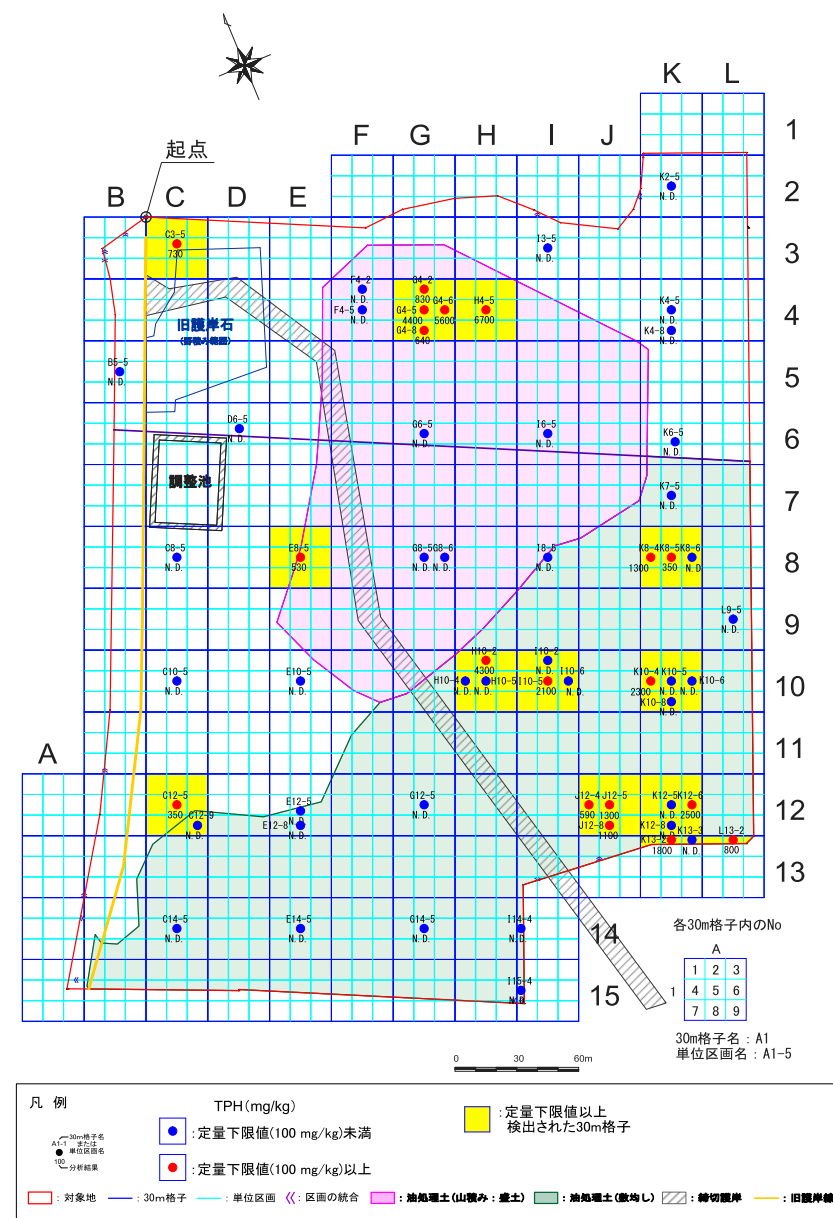 起点
A
B
C
D
E
F
G
H
I
J
K
L
1
2
3
4
5
6
7
8
9
10
11
12
13
14
15
K2-5
N.D.
C3-5
730
I3-5
N.D.
F4-2
N.D.
F4-5
N.D.
G4-2
830
G4-5
4400
G4-6
5600
G4-8
640
H4-5
6700
K4-5
N.D.
K4-8
N.D.
旧護岸石
B5-5
N.D.
D6-5
N.D.
G6-5
N.D.
I6-5
N.D.
K6-5
N.D.
調整池
K7-5
N.D.
C8-5
N.D.
E8-5
530
G8-5
N.D.
G8-6
N.D.
I8-5
N.D.
K8-4
1300
K8-5
350
K8-6
N.D.
L9-5
N.D.
C10-5
N.D.
E10-5
N.D.
H10-2
4300
H10-4
N.D.
H10-5
N.D.
I10-2
N.D.
I10-5
2100
I10-6
N.D.
K10-4
2300
K10-5
N.D.
K10-6
N.D.
K10-8
N.D.
C12-5
350
C12-9
N.D.
E12-5
N.D.
E12-8
N.D.
G12-5
N.D.
J12-4
590
J12-5
1300
J12-8
1100
K12-5
N.D.
K12-6
2500
K12-8
N.D.
K13-2
1800
K13-3
N.D.
L13-2
800
C14-5
N.D.
E14-5
N.D.
G14-5
N.D.
I14-4
N.D.
I15-4
N.D.
各30m格子内のNo
A
1 2 3
1 4 5 6
7 8 9
30m格子名：A1
単位区画名：A1-5
0 30 60m
凡 例
30m格子名
A1-1 または
単位区画名
100
分析結果
TPH(mg/kg)
：定量下限値(100 mg/kg)未満
：定量下限値(100 mg/kg)以上
：定量下限値以上
検出された30m格子
：対象地 ：30m格子 ：単位区画 ：区画の統合 ：油処理土(山積み：盛土) ：油処理土(敷均し) ：締切護岸 ：旧護岸線